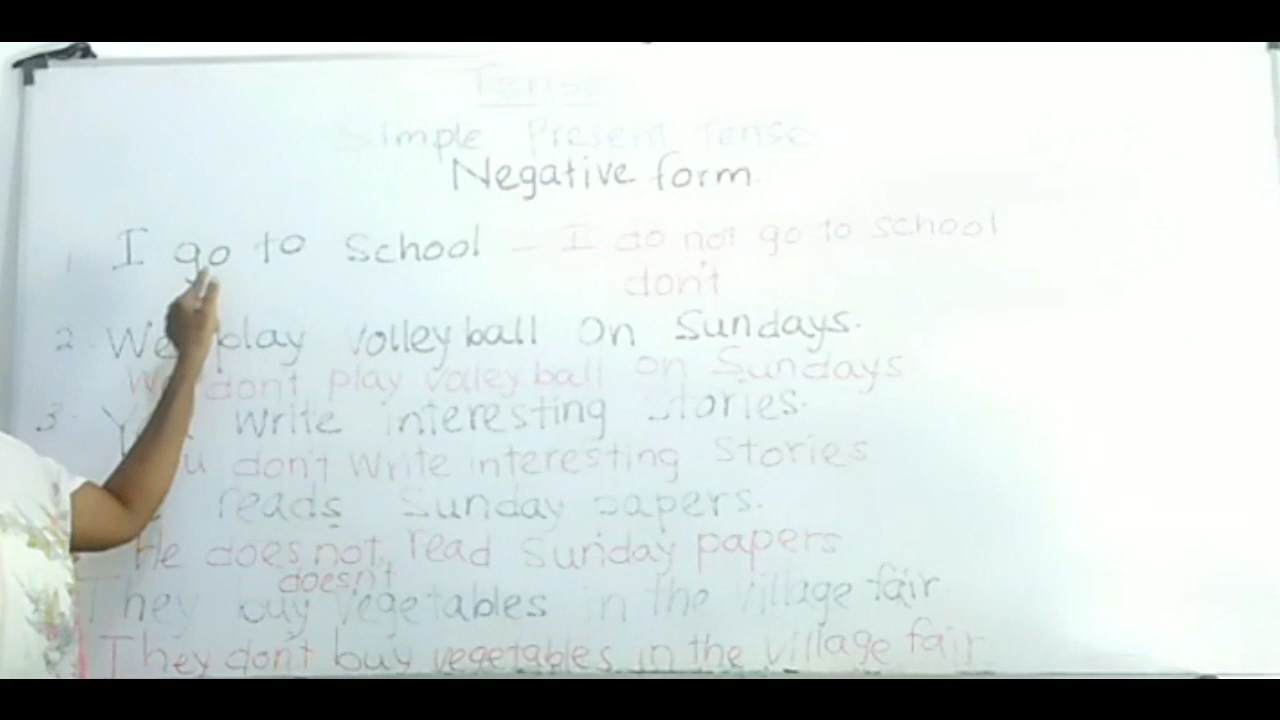 Tense
Simple Present Tense
Negative form
1 I go to School - I do not go to school
don't
2. We play volleyball On Sundays.
We don't play valeyball on Sundays
3. Write interesting Stories.
don't Write interesting Stories
reads Sunday papers.
He does not read Sunday papers
doesn't
They buy vegetables in the village fair
They don't buy vegetables in the village fair